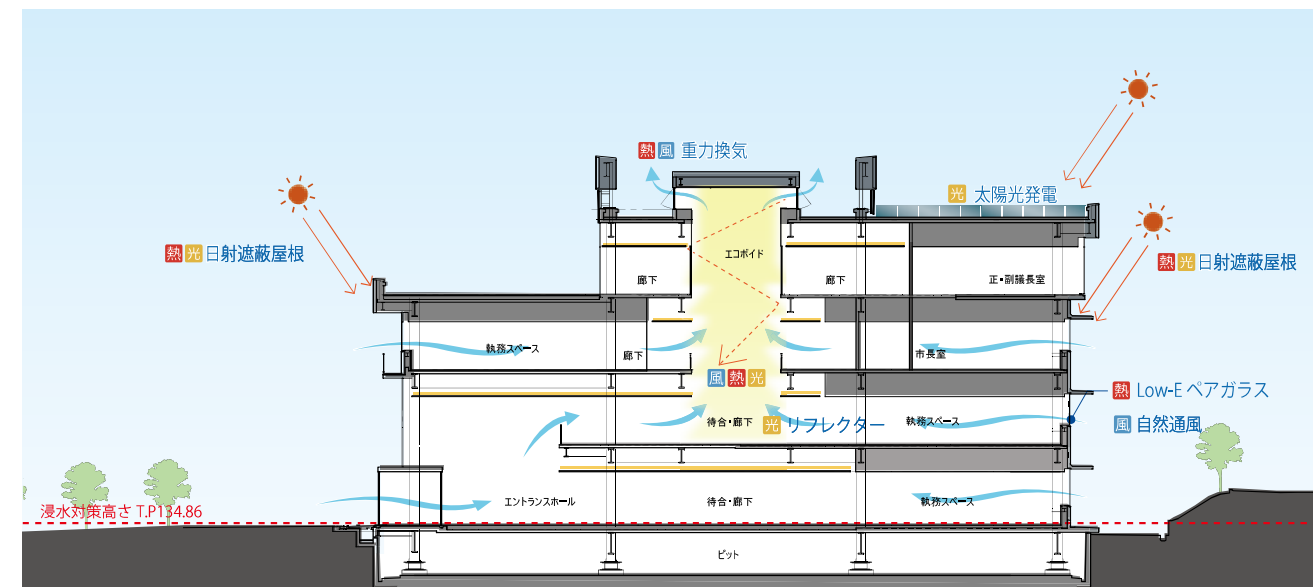 熱 風 重力換気
光 太陽光発電
熱 光 日射遮蔽屋根
エコボイド
熱 光 日射遮蔽屋根
廊下
廊下
正・副議長室
執務スペース
廊下
市長室
風 熱 光
熱 Low-E ペアガラス
待合・廊下
光 リフレクター
執務スペース
風 自然通風
浸水対策高さ T.P134.86
エントランスホール
待合・廊下
執務スペース
ピット